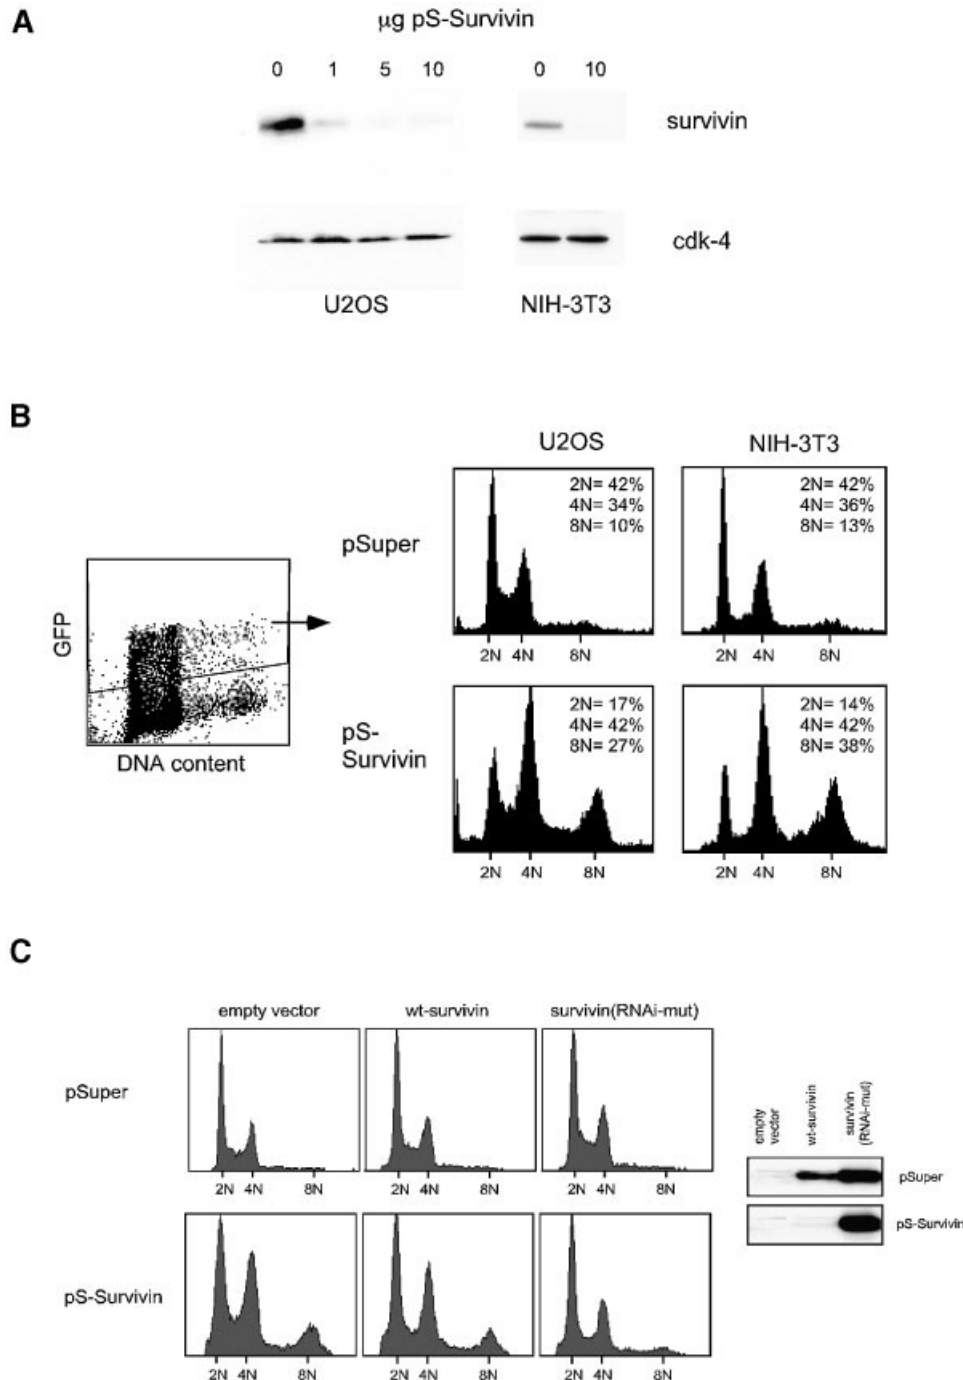 A
μg pS-Survivin
0 1 5 10 0 10
survivin
cdk-4
U2OS NIH-3T3
B
U2OS NIH-3T3
pSuper
2N= 42%
4N= 34%
8N= 10%
2N= 42%
4N= 36%
8N= 13%
2N 4N 8N 2N 4N 8N
GFP
DNA content
pS-
Survivin
2N= 17%
4N= 42%
8N= 27%
2N= 14%
4N= 42%
8N= 38%
2N 4N 8N 2N 4N 8N
C
empty vector wt-survivin survivin(RNAi-mut)
pSuper
2N 4N 8N 2N 4N 8N 2N 4N 8N
pS-Survivin
2N 4N 8N 2N 4N 8N 2N 4N 8N
empty
vector
wt-survivin
survivin
(RNAi-mut)
pSuper
pS-Survivin